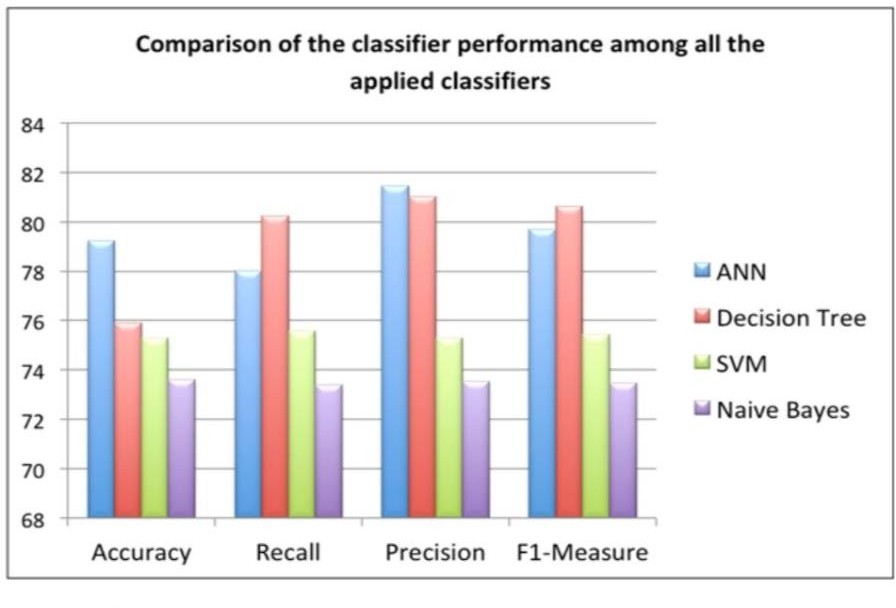 Comparison of the classifier performance among all the
applied classifiers
84
82
80
78
76
74
72
70
68
Accuracy Recall Precision F1-Measure
ANN
Decision Tree
SVM
Naive Bayes